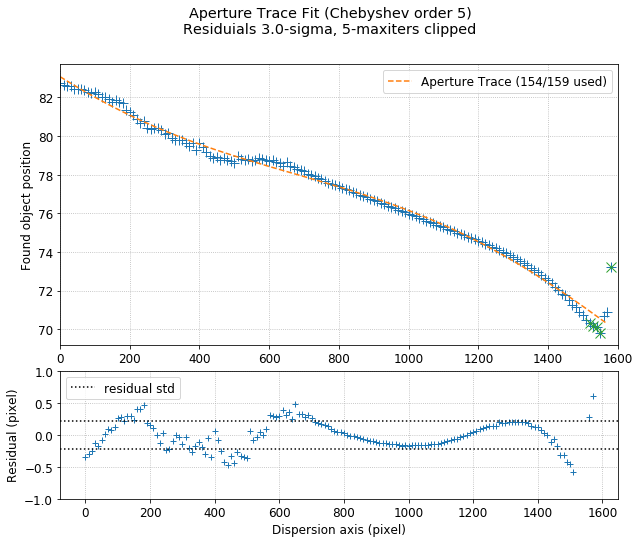 Aperture Trace Fit (Chebyshev order 5)
Residuials 3.0-sigma, 5-maxiters clipped
Aperture Trace (154/159 used)
Found object position
82
80
78
76
74
72
70
0 200 400 600 800 1000 1200 1400 1600
residual std
Residual (pixel)
1.0
0.5
0.0
−0.5
−1.0
0 200 400 600 800 1000 1200 1400 1600
Dispersion axis (pixel)